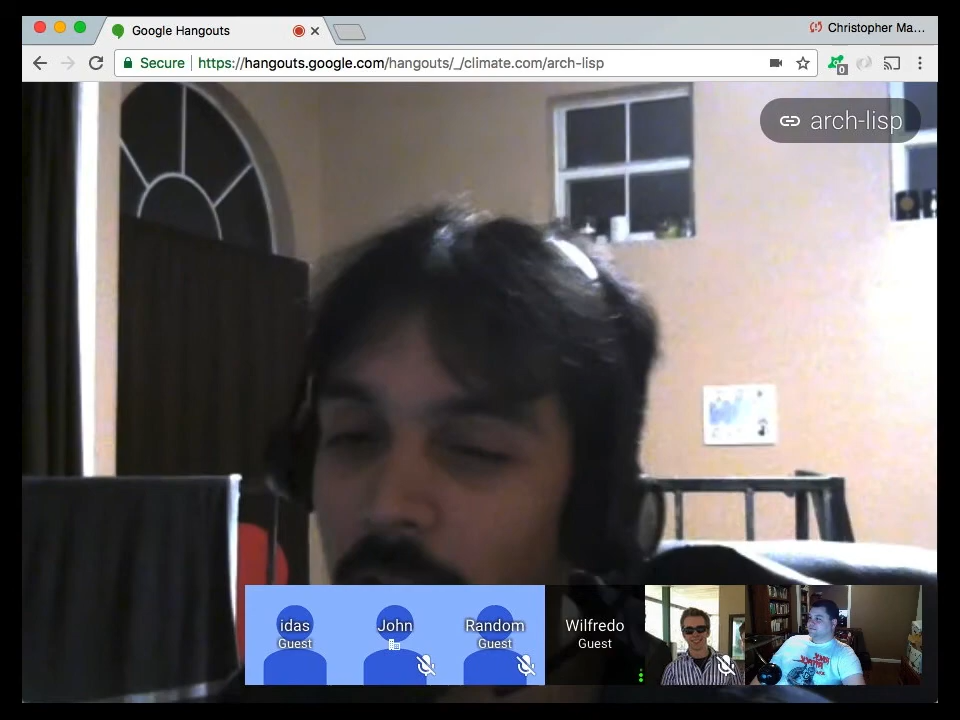 Google Hangouts
Christopher Ma...
Secure
https://hangouts.google.com/hangouts/_/climate.com/arch-lisp
0
arch-lisp
idas
Guest
John
Random
Guest
Wilfredo
Guest